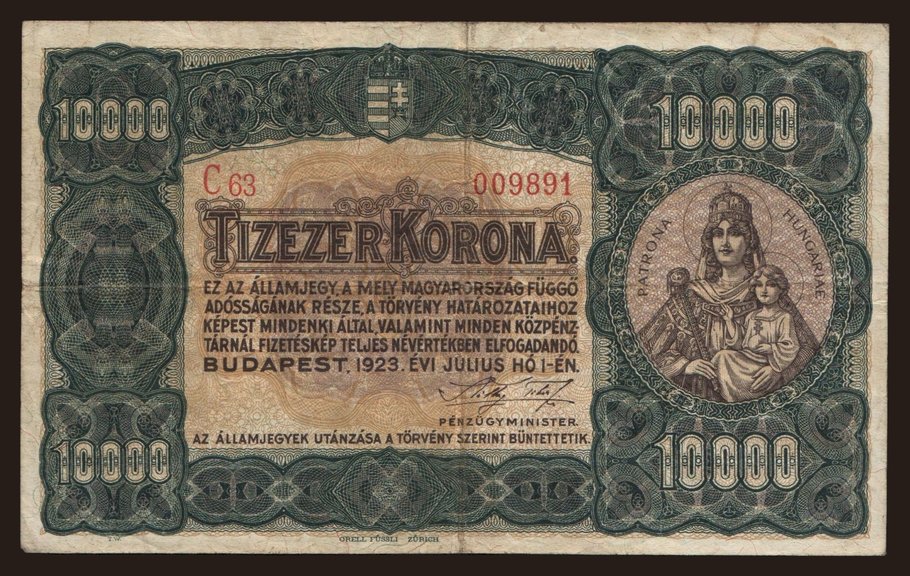 10000
10000
C 63
009891
TIZEZER KORONA.
PATRONA HUNGARIAE
EZ AZ ÁLLAMJEGY, A MELY MAGYARORSZÁG FÜGGŐ
ADÓSSÁGÁNAK RÉSZE, A TÖRVÉNY HATÁROZATAIHOZ
KÉPEST MINDENKI ÁLTAL, VALAMINT MINDEN KÖZPÉNZ-
TÁRNÁL FIZETÉSKÉP TELJES NÉVÉRTÉKBEN ELFOGADANDÓ.
BUDAPEST, 1923. ÉVI JÚLIUS HÓ 1-ÉN.
PÉNZÜGYMINISTER.
AZ ÁLLAMJEGYEK UTÁNZÁSA A TÖRVÉNY SZERINT BÜNTETTETIK.
10000
10000
ORELL FÜSSLI ZÜRICH